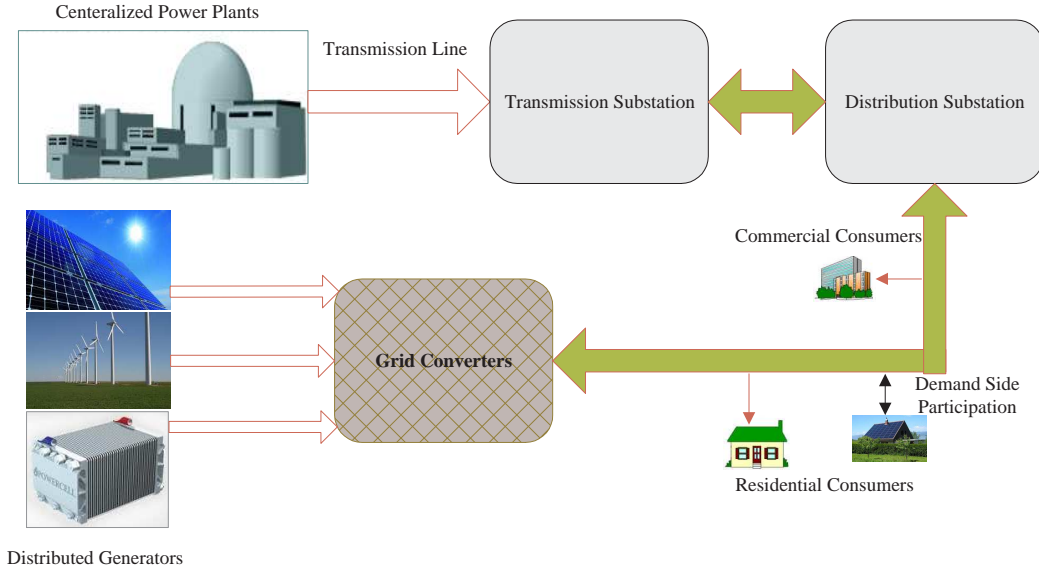 Centeralized Power Plants
Transmission Line
Transmission Substation
Distribution Substation
Commercial Consumers
Grid Converters
Demand Side
Participation
POWERCELL
Residential Consumers
Distributed Generators